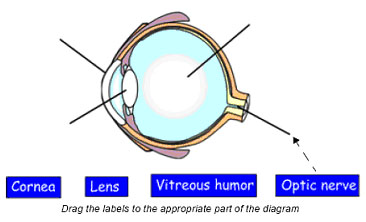 Cornea Lens Vitreous humor Optic nerve
Drag the labels to the appropriate part of the diagram